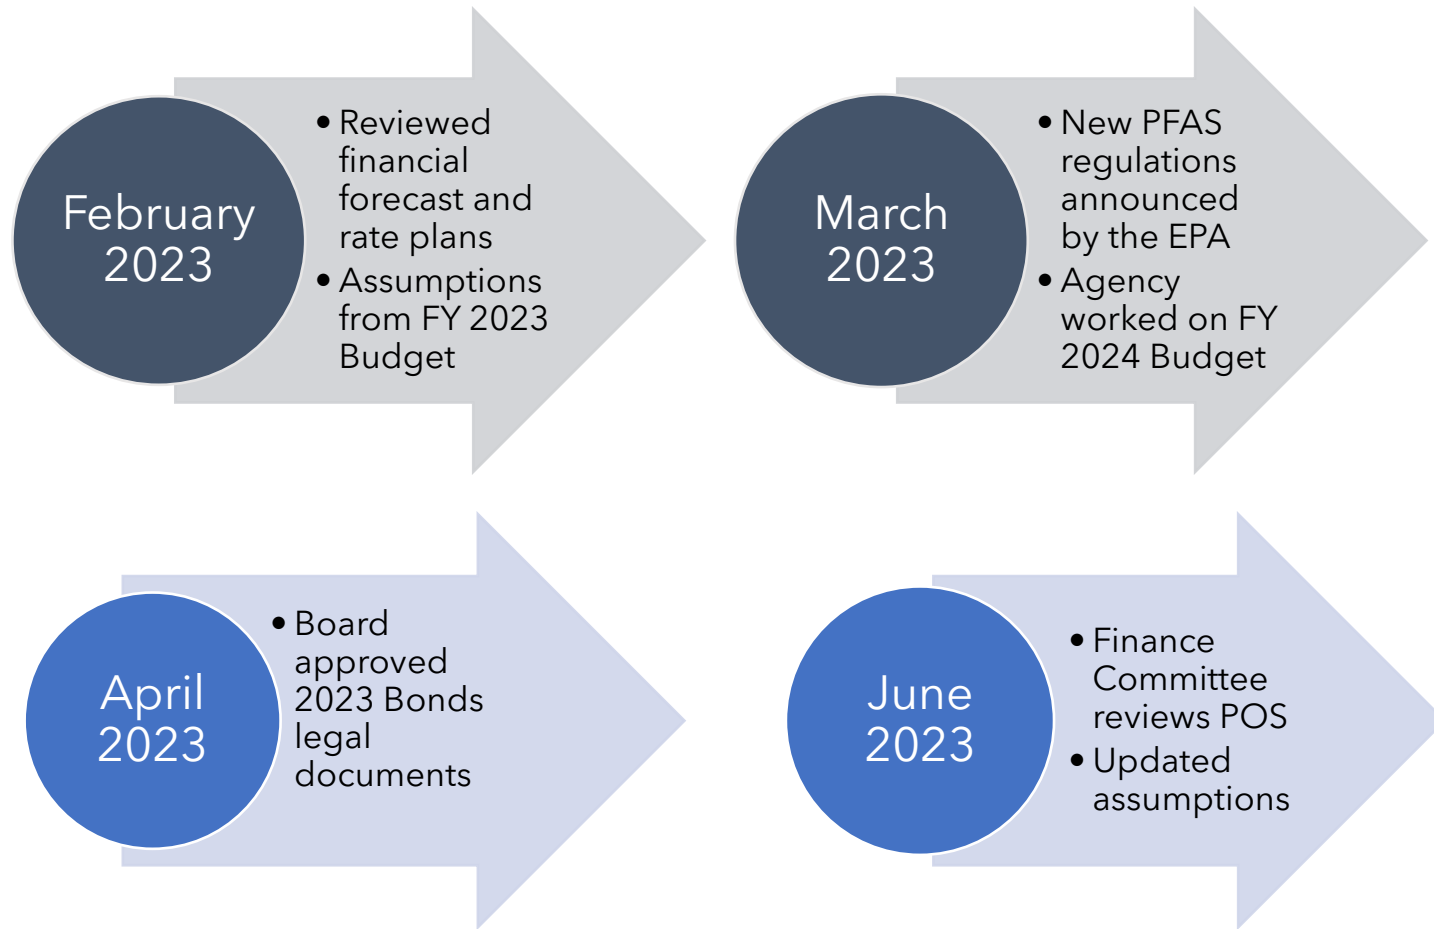 February
2023
• Reviewed
financial
forecast and
rate plans
• Assumptions
from FY 2023
Budget
March
2023
• New PFAS
regulations
announced
by the EPA
• Agency
worked on FY
2024 Budget
April
2023
• Board
approved
2023 Bonds
legal
documents
June
2023
• Finance
Committee
reviews POS
• Updated
assumptions